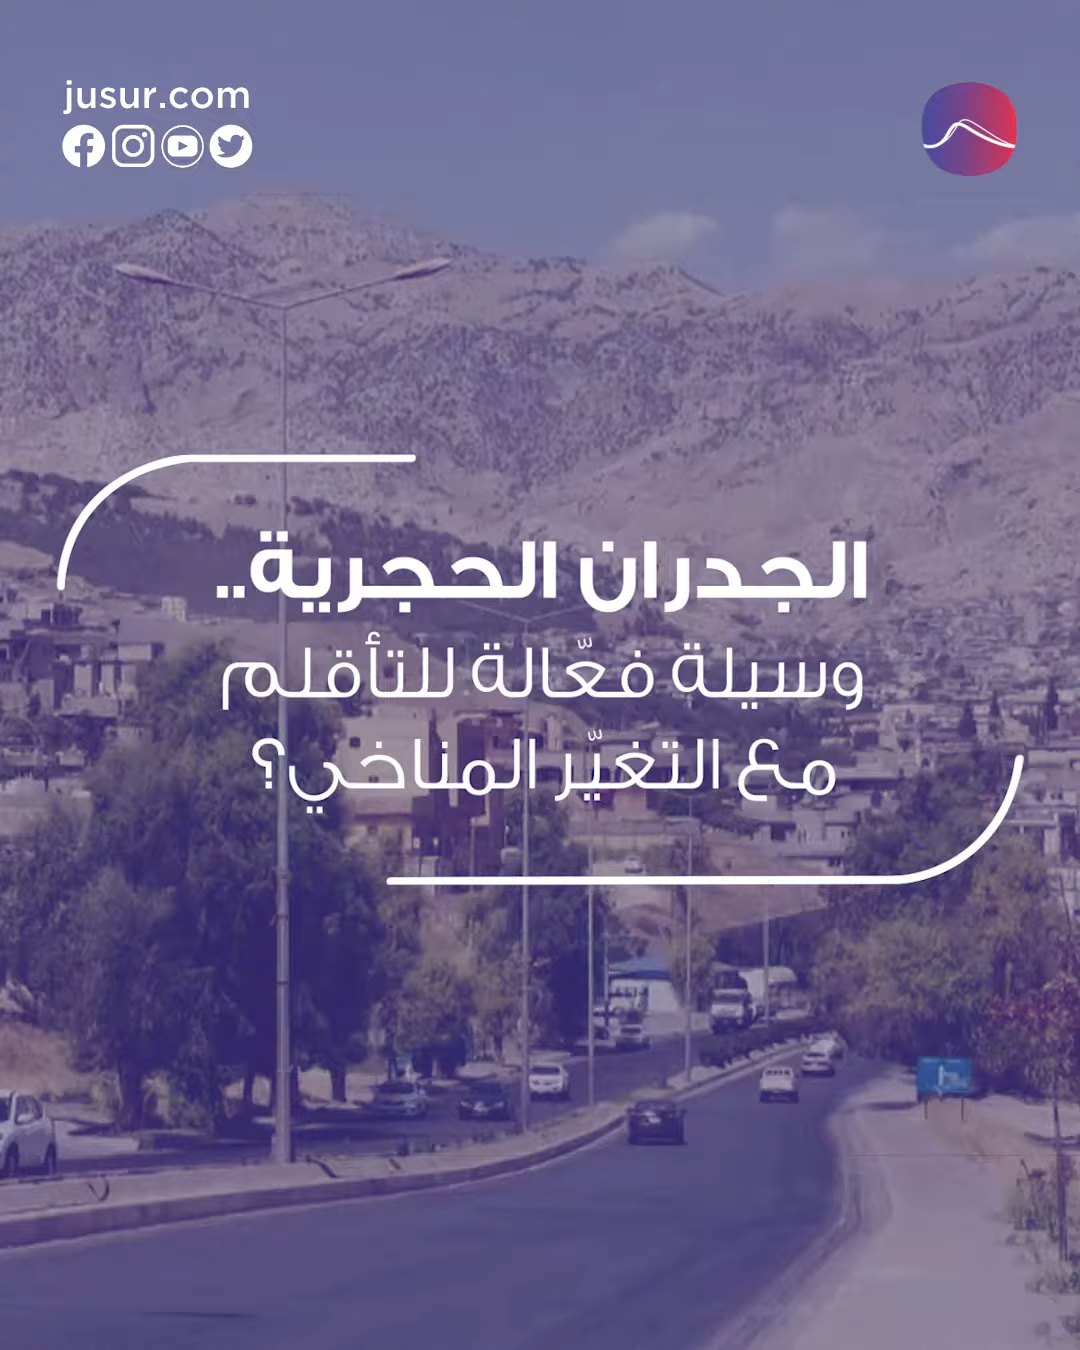 jusur.com
الجدران الحجرية..
وسيلة فعّالة للتأقلم
مع التغيّر المناخي؟